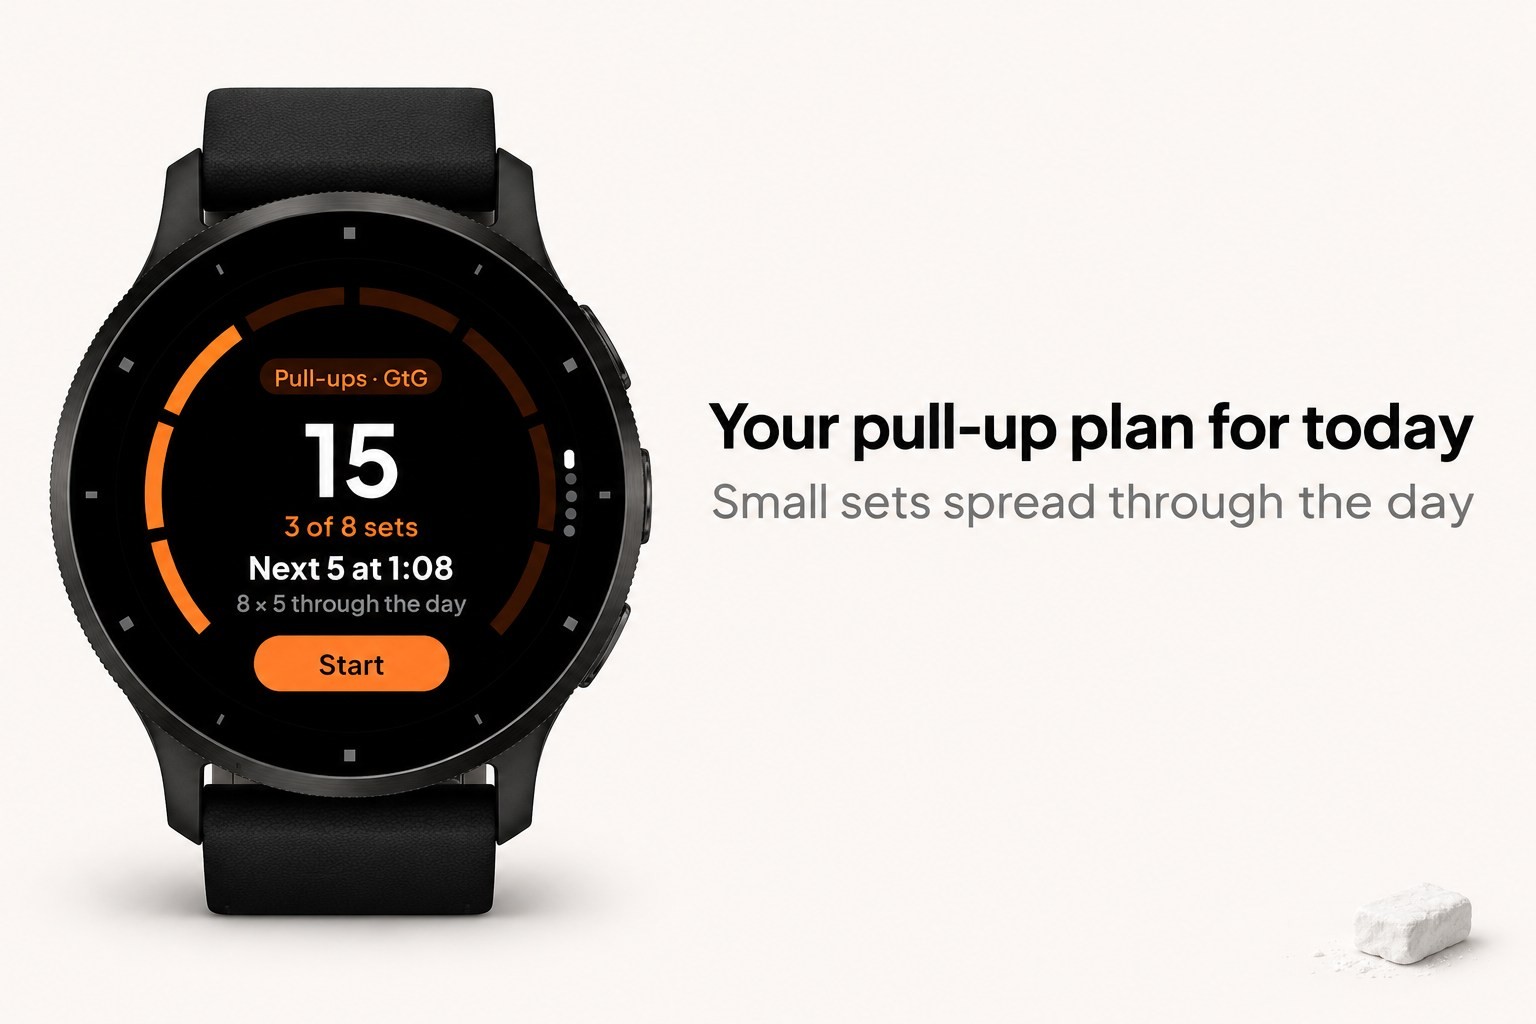 Pull-ups · GtG
15
3 of 8 sets
Next 5 at 1:08
8 × 5 through the day
Start
Your pull-up plan for today
Small sets spread through the day